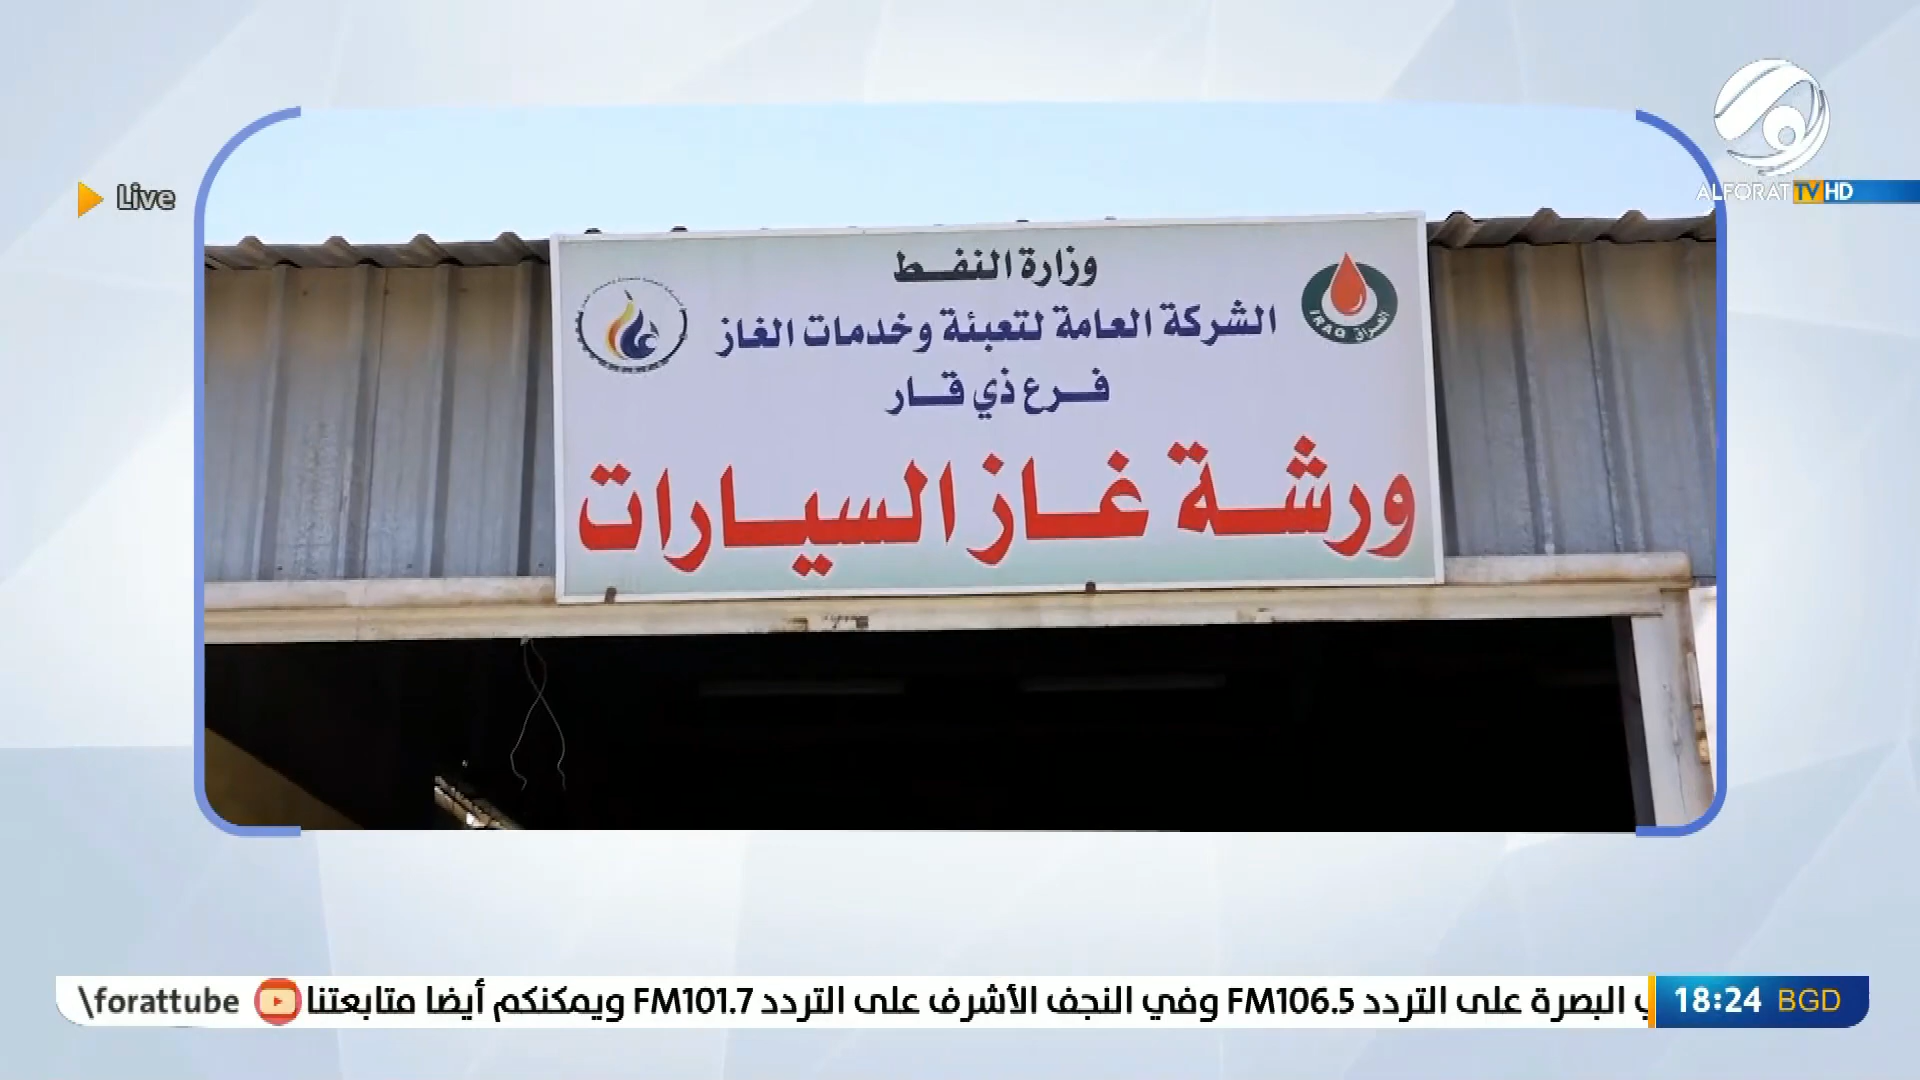 Live
ALFORAT TV HD
وزارة النفط
الشركة العامة لتعبئة وخدمات الغاز
فرع ذي قار
ورشة غاز السيارات
IRAQ العراق
البصرة على التردد FM106.5 وفي النجف الأشرف على التردد FM101.7 ويمكنكم أيضا متابعتنا \forattube
18:24 BGD